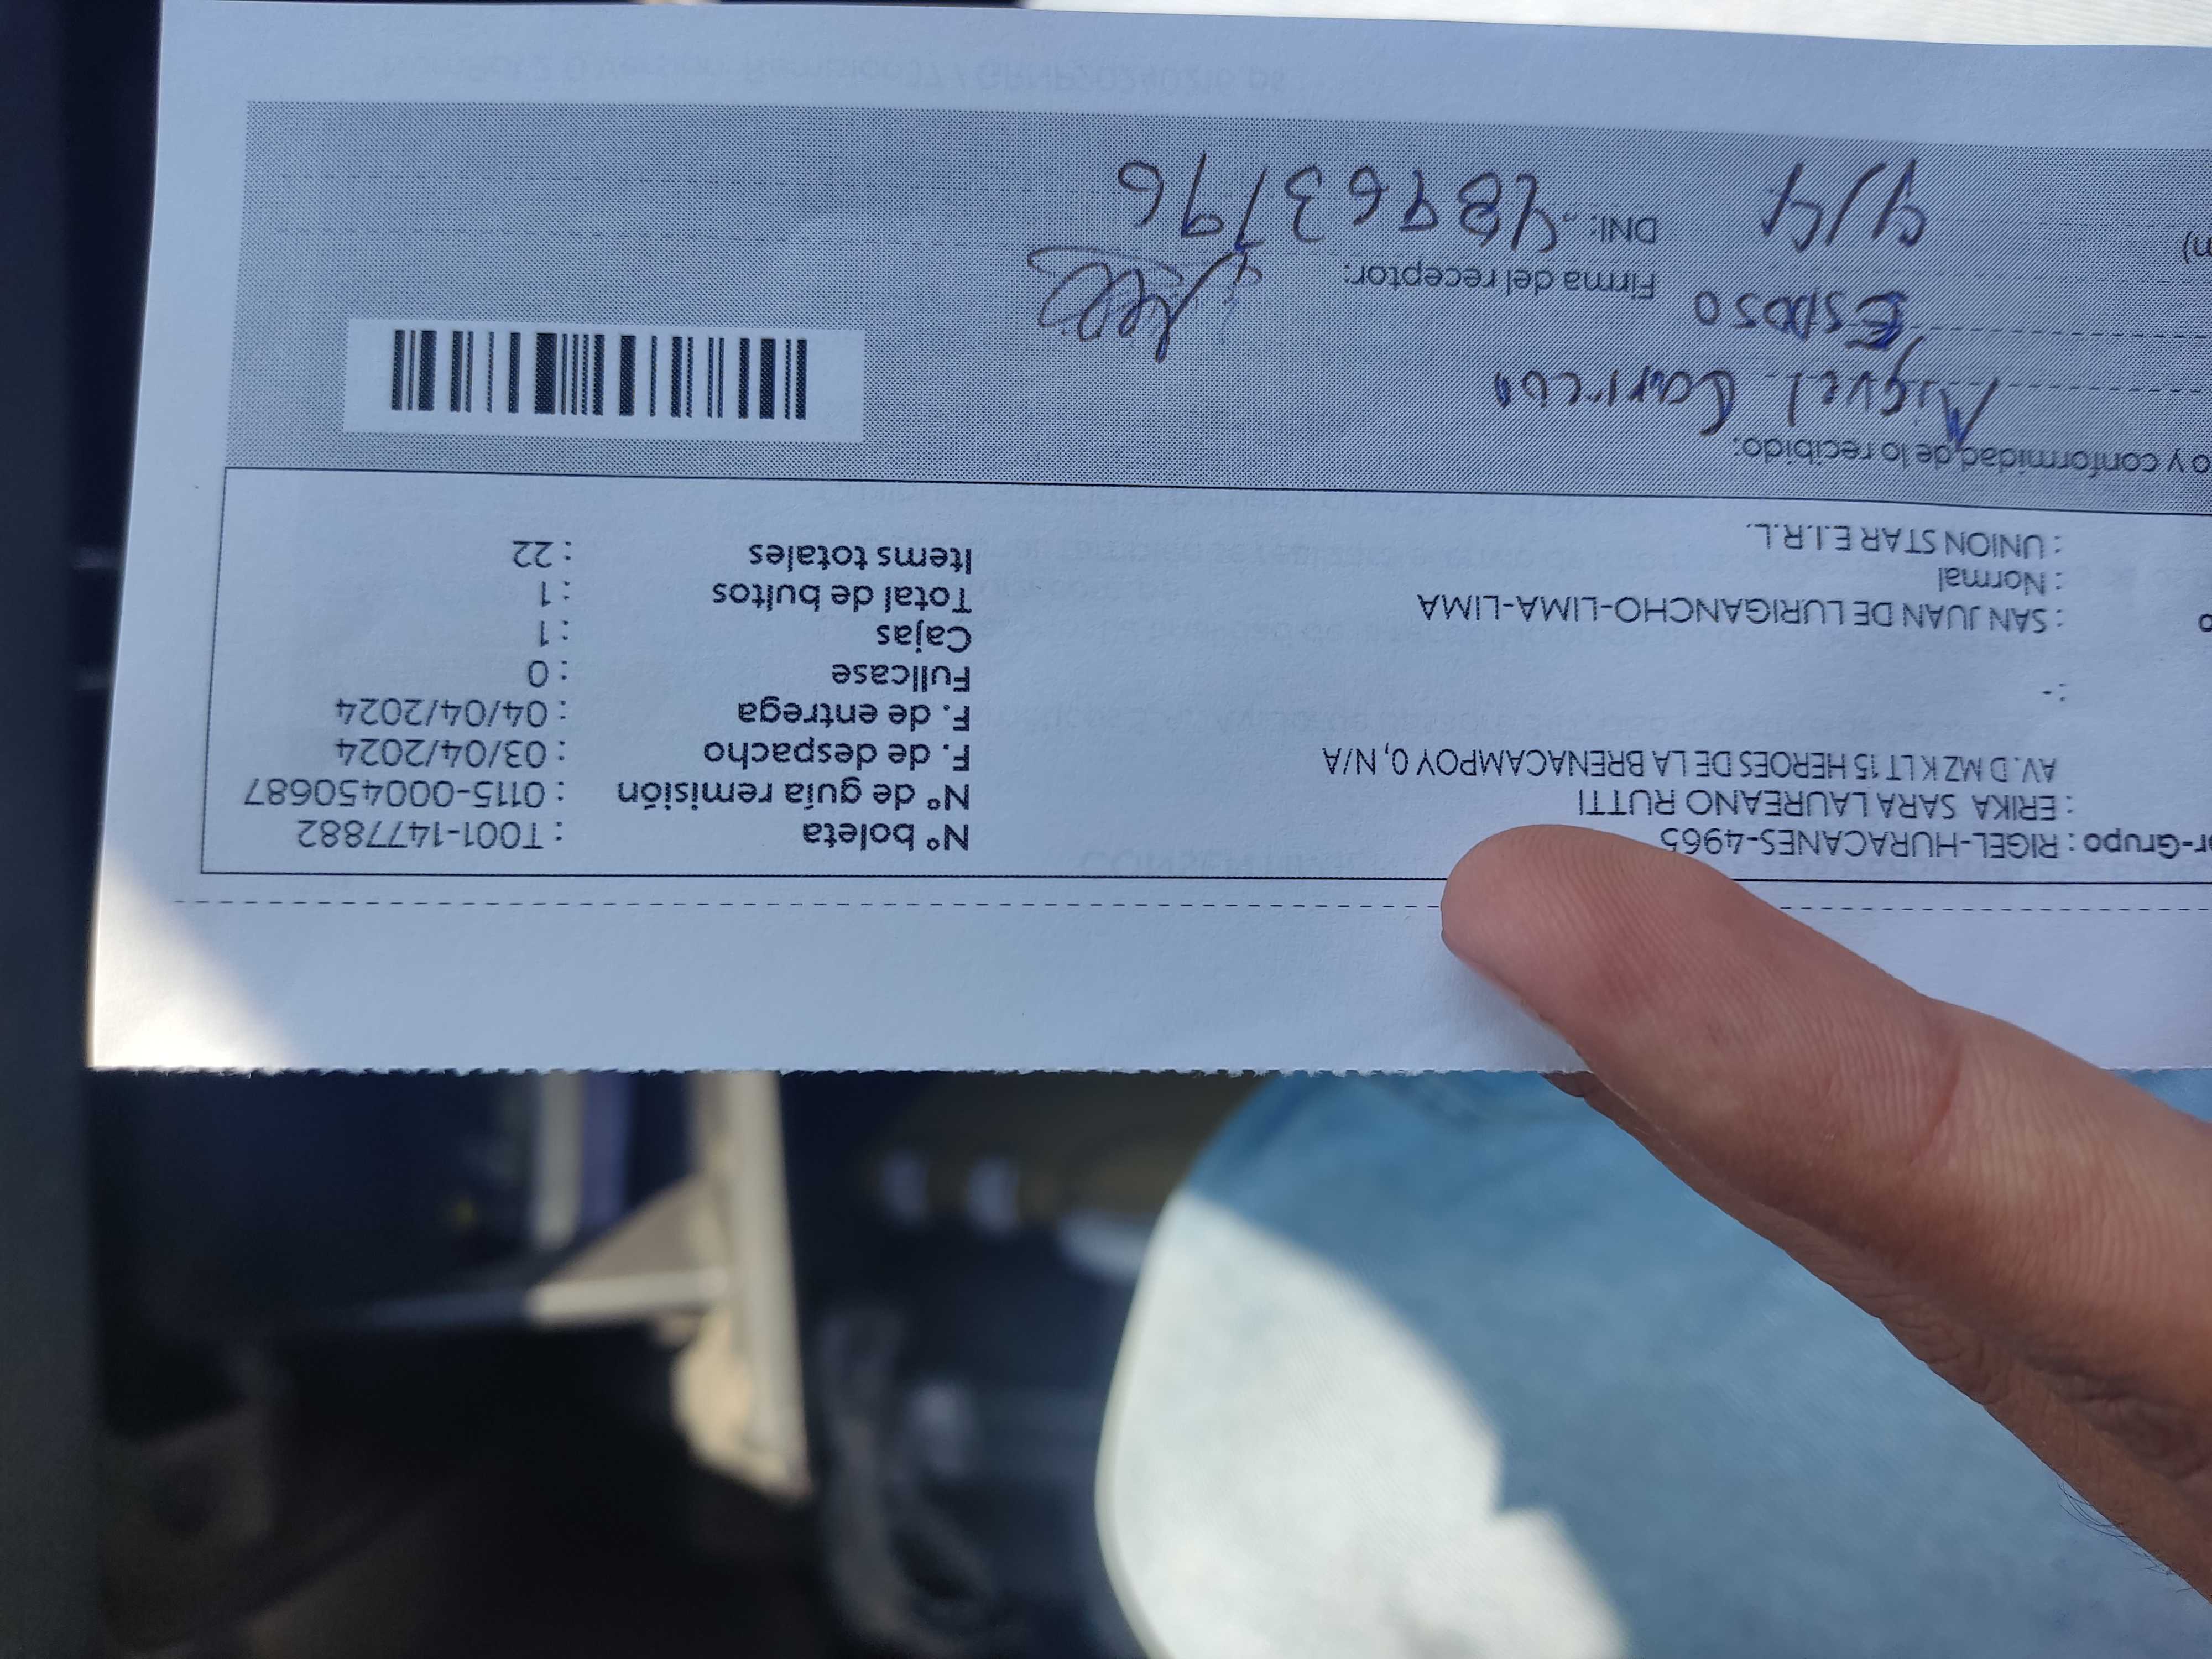 r-Grupo : RIGEL-HURACANES-4965
: ERIKA SARA LAUREANO RUTTI
AV. D MZ K LT 15 HEROES DE LA BRENACAMPOY 0, N/A
: -
: SAN JUAN DE LURIGANCHO-LIMA-LIMA
: Normal
: UNION STAR E.I.R.L.
N° boleta : T001-1477882
N° de guía remisión : 0115-000450687
F. de despacho : 03/04/2024
F. de entrega : 04/04/2024
Fullcase : 0
Cajas : 1
Total de bultos : 1
Items totales : 22
o y conformidad de lo recibido:
Miguel Carrion
Esposo
Firma del receptor:
4/4
DNI: